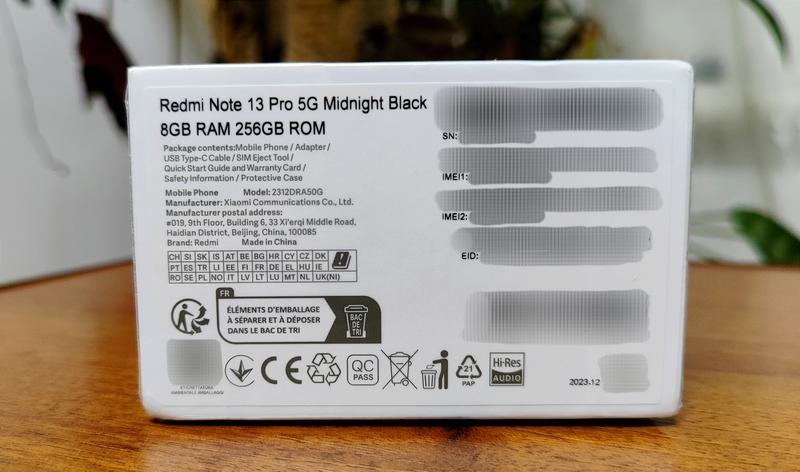 Redmi Note 13 Pro 5G Midnight Black
8GB RAM 256GB ROM
Package contents:Mobile Phone / Adapter /
USB Type-C Cable / SIM Eject Tool /
Quick Start Guide and Warranty Card /
Safety Information / Protective Case
Mobile Phone Model: 2312DRA50G
Manufacturer: Xiaomi Communications Co., Ltd.
Manufacturer postal address:
#019, 9th Floor, Building 6, 33 Xi'erqi Middle Road,
Haidian District, Beijing, China, 100085
Brand: Redmi Made in China
CH SI SK IS AT BE BG HR CY CZ DK
PT ES TR LI EE FI FR DE EL HU IE
RO SE PL NO IT LV LT LU MT NL UK(NI)
FR
ÉLÉMENTS D'EMBALLAGE
À SÉPARER ET À DÉPOSER
DANS LE BAC DE TRI
BAC
DE
TRI
SN:
IMEI1:
IMEI2:
EID:
ETICHETTATURA
AMBIENTALE IMBALLAGGI
CE
QC
PASS
21
PAP
Hi-Res
AUDIO
2023.12